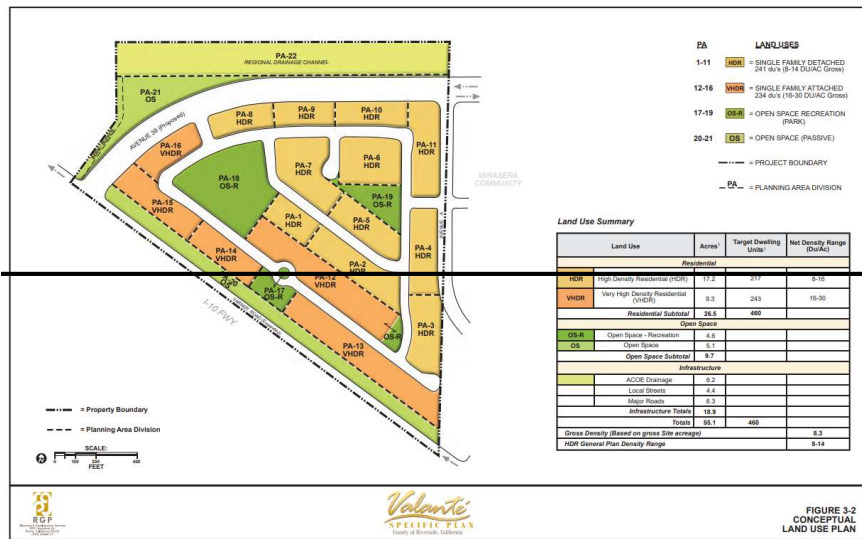 PA-22
REGIONAL DRAINAGE CHANNEL
PA-21
OS
AVENUE 38 (Proposed)
PA-8
HDR
PA-9
HDR
PA-10
HDR
PA-11
HDR
PA-16
VHDR
PA-7
HDR
PA-6
HDR
PA-18
OS-R
PA-19
OS-R
PA-15
VHDR
PA-1
HDR
PA-5
HDR
PA-14
VHDR
PA-2
HDR
PA-4
HDR
PA-12
VHDR
PA-20
OS
PA-17
OS-R
OS-R
PA-3
HDR
PA-13
VHDR
I-10 FWY
MIRASERA
COMMUNITY
PA LAND USES
1-11 HDR = SINGLE FAMILY DETACHED
241 du's (8-14 DU/AC Gross)
12-16 VHDR = SINGLE FAMILY ATTACHED
234 du's (16-30 DU/AC Gross)
17-19 OS-R = OPEN SPACE RECREATION
(PARK)
20-21 OS = OPEN SPACE (PASSIVE)
= PROJECT BOUNDARY
PA = PLANNING AREA DIVISION
Land Use Summary
Land Use Acres¹ Target Dwelling Units¹ Net Density Range (Du/Ac)
Residential
HDR High Density Residential (HDR) 17.2 217 8-16
VHDR Very High Density Residential (VHDR) 9.3 243 16-30
Residential Subtotal 26.5 460
Open Space
OS-R Open Space - Recreation 4.6
OS Open Space 5.1
Open Space Subtotal 9.7
Infrastructure
ACOE Drainage 6.2
Local Streets 4.4
Major Roads 8.3
Infrastructure Totals 18.9
Totals 55.1 460
Gross Density (Based on gross Site acreage) 8.3
HDR General Plan Density Range 8-14
= Property Boundary
= Planning Area Division
SCALE:
0 100 200 400
FEET
RGP
Valanté
SPECIFIC PLAN
County of Riverside, California
FIGURE 3-2
CONCEPTUAL
LAND USE PLAN